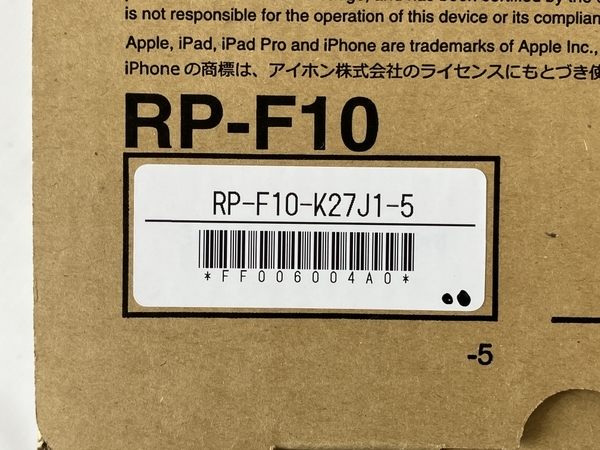 is not responsible for the operation of this device or its complian
Apple, iPad, iPad Pro and iPhone are trademarks of Apple Inc.,
iPhoneの商標は、アイホン株式会社のライセンスにもとづき使
RP-F10
RP-F10-K27J1-5
*FF006004A0*
-5